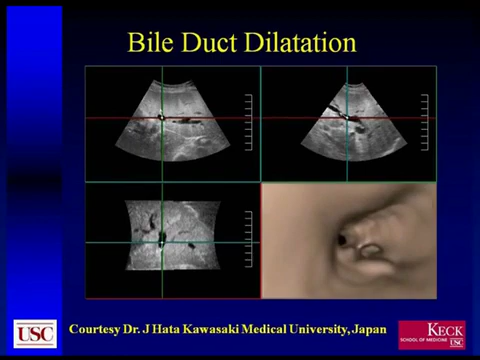 Bile Duct Dilatation
Courtesy Dr. J Hata Kawasaki Medical University, Japan
USC
KECK
SCHOOL OF MEDICINE
USC